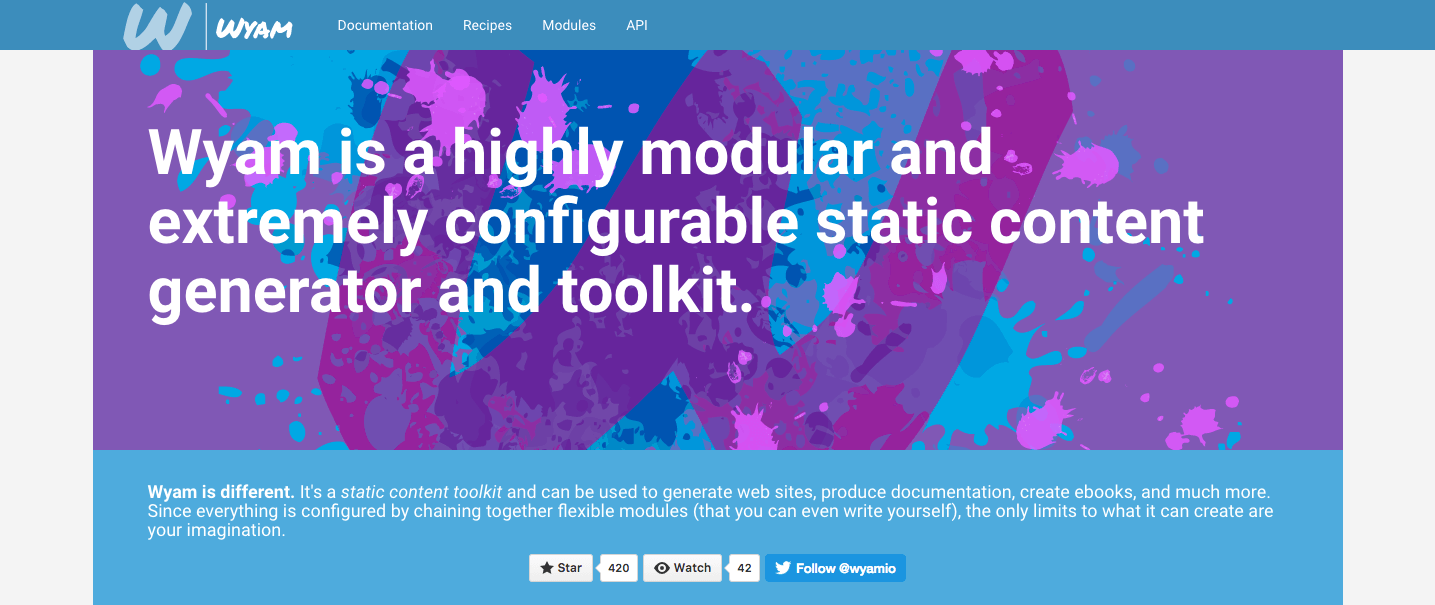 W Wyam Documentation Recipes Modules API
Wyam is a highly modular and
extremely configurable static content
generator and toolkit.
Wyam is different. It's a static content toolkit and can be used to generate web sites, produce documentation, create ebooks, and much more.
Since everything is configured by chaining together flexible modules (that you can even write yourself), the only limits to what it can create are
your imagination.
Star 420 Watch 42 Follow @wyamio